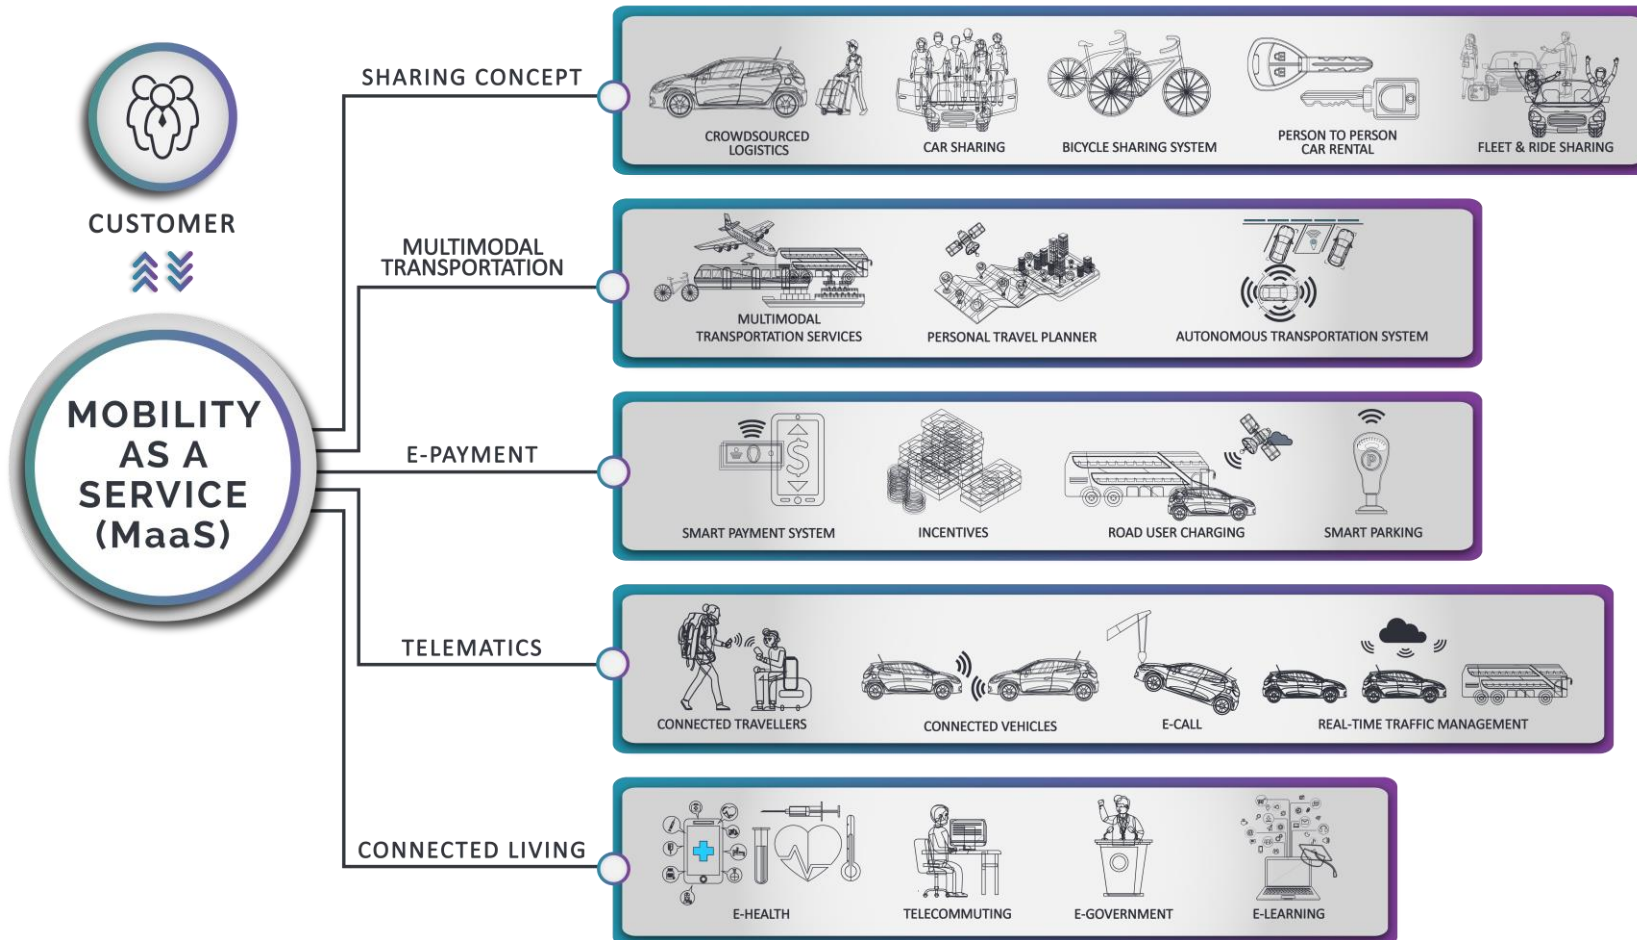 CUSTOMER
MOBILITY
AS A
SERVICE
(MaaS)
SHARING CONCEPT
CROWDSOURCED
LOGISTICS
CAR SHARING
BICYCLE SHARING SYSTEM
PERSON TO PERSON
CAR RENTAL
FLEET & RIDE SHARING
MULTIMODAL
TRANSPORTATION
MULTIMODAL
TRANSPORTATION SERVICES
PERSONAL TRAVEL PLANNER
AUTONOMOUS TRANSPORTATION SYSTEM
E-PAYMENT
$
P
SMART PAYMENT SYSTEM
INCENTIVES
ROAD USER CHARGING
SMART PARKING
TELEMATICS
CONNECTED TRAVELLERS
CONNECTED VEHICLES
E-CALL
REAL-TIME TRAFFIC MANAGEMENT
CONNECTED LIVING
E-HEALTH
TELECOMMUTING
E-GOVERNMENT
E-LEARNING